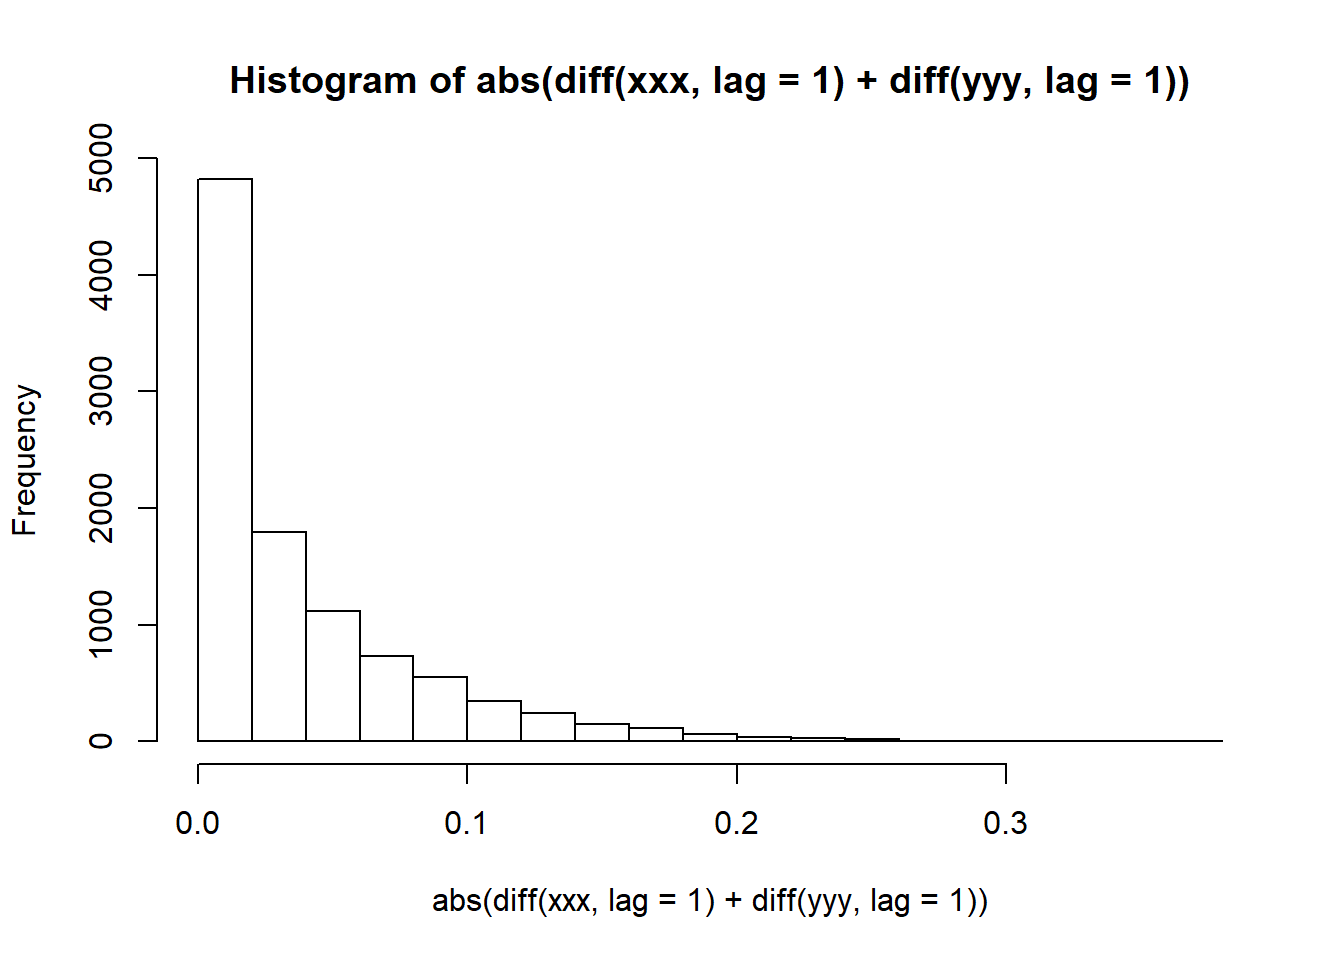 Histogram of abs(diff(xxx, lag = 1) + diff(yyy, lag = 1))
Frequency
5000
4000
3000
2000
1000
0
0.0 0.1 0.2 0.3
abs(diff(xxx, lag = 1) + diff(yyy, lag = 1))